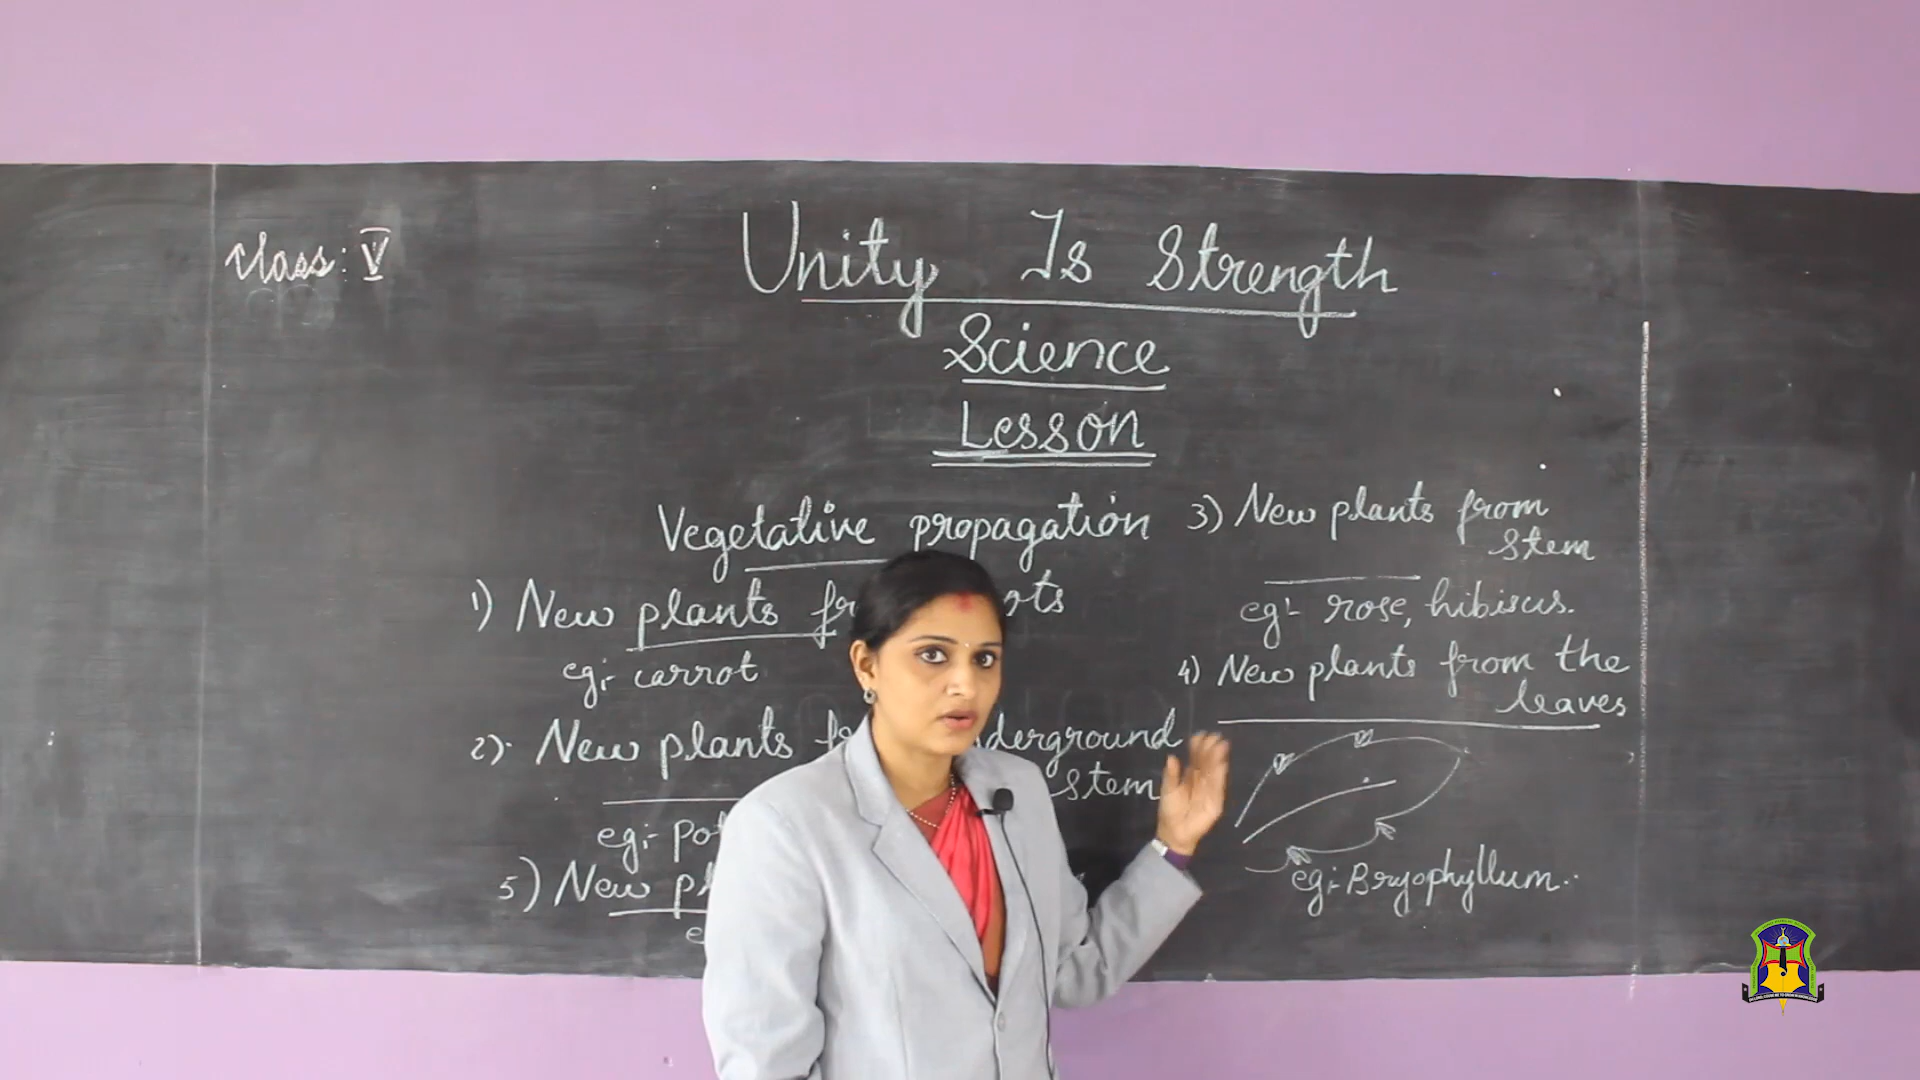 Class: V
Unity Is Strength
Science
Lesson
Vegetative propagation
1) New plants
eg:- carrot
2). New plants
stem
eg:-
5) New
3) New plants from
stem
eg:- rose, hibiscus.
4) New plants from the
leaves
eg:- Bryophyllum.